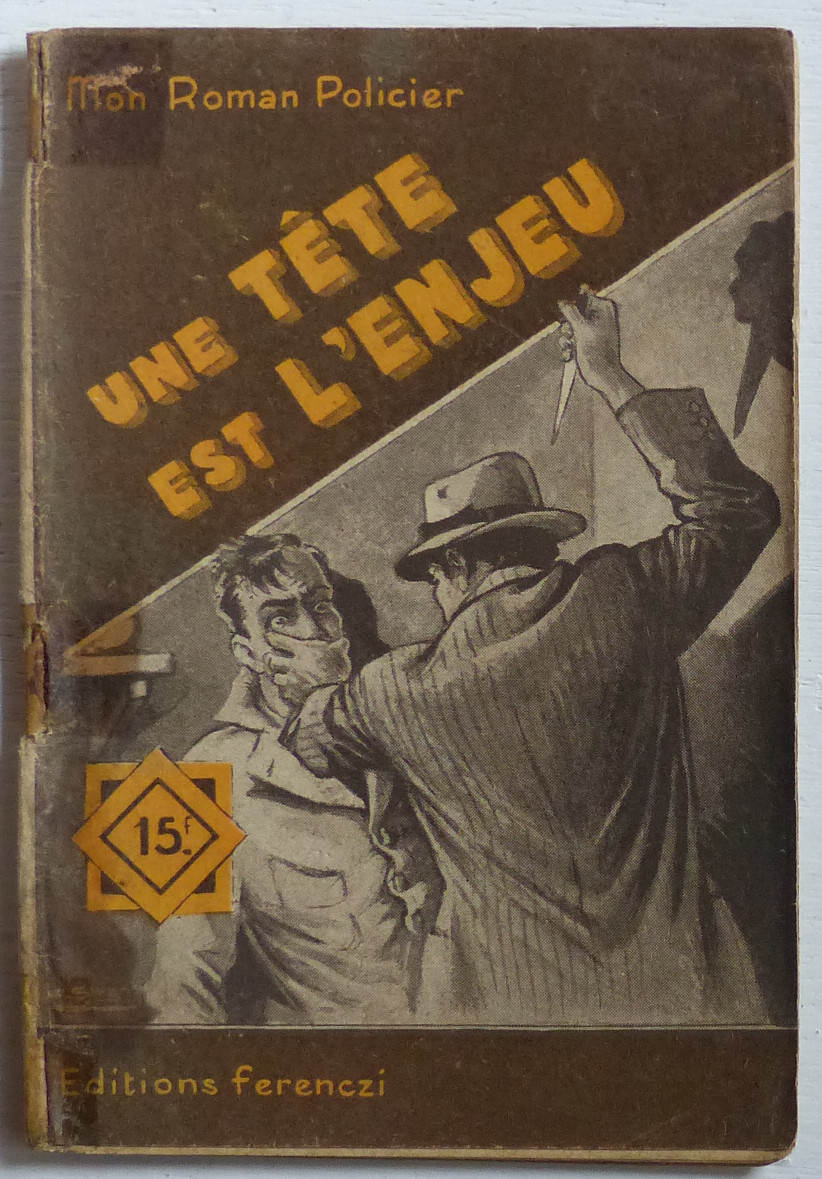 Mon Roman Policier
UNE TÊTE
EST L'ENJEU
15f
Editions ferenczi